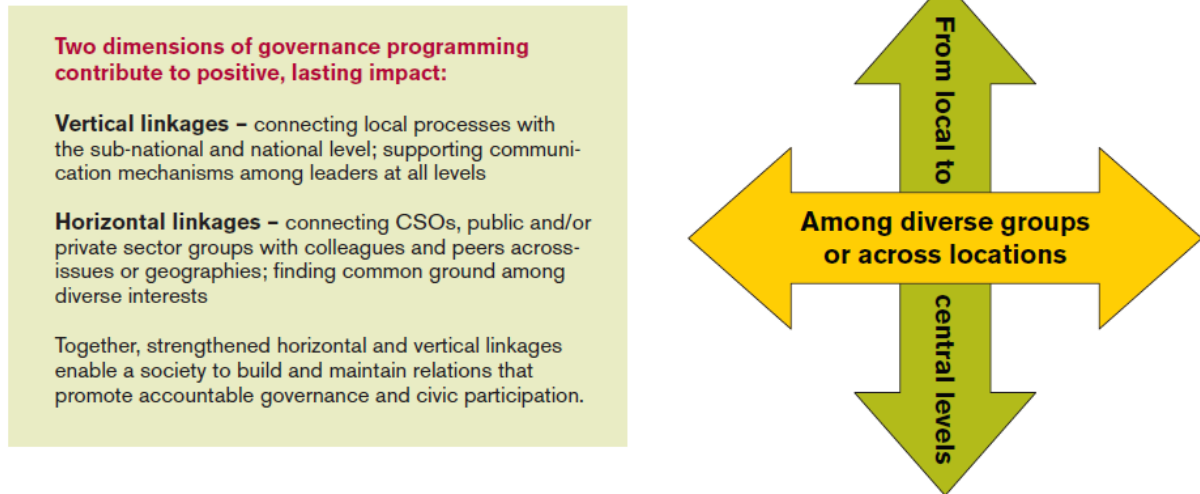 Two dimensions of governance programming
contribute to positive, lasting impact:
Vertical linkages – connecting local processes with
the sub-national and national level; supporting communi-
cation mechanisms among leaders at all levels
Horizontal linkages – connecting CSOs, public and/or
private sector groups with colleagues and peers across-
issues or geographies; finding common ground among
diverse interests
Together, strengthened horizontal and vertical linkages
enable a society to build and maintain relations that
promote accountable governance and civic participation.
From local to
Among diverse groups
or across locations
central levels